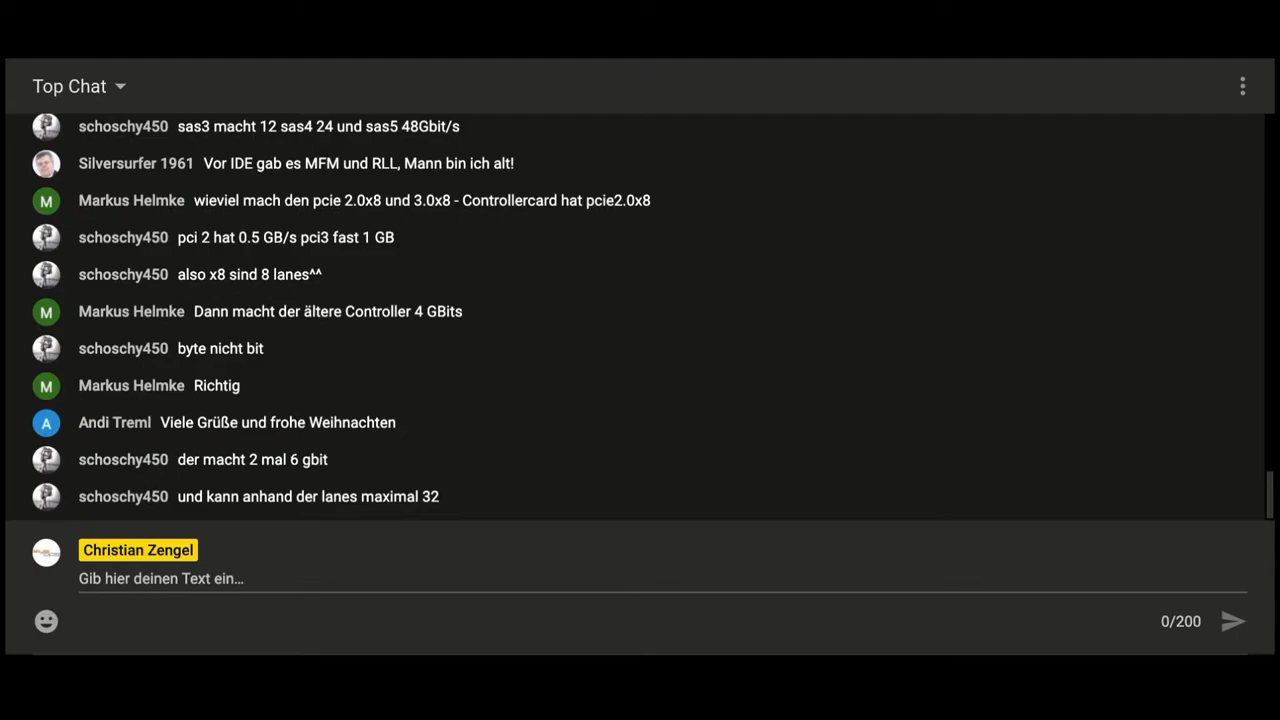 Top Chat
schoschy450 sas3 macht 12 sas4 24 und sas5 48Gbit/s
Silversurfer 1961 Vor IDE gab es MFM und RLL, Mann bin ich alt!
M Markus Helmke wieviel mach den pcie 2.0x8 und 3.0x8 - Controllercard hat pcie2.0x8
schoschy450 pci 2 hat 0.5 GB/s pci3 fast 1 GB
schoschy450 also x8 sind 8 lanes^^
M Markus Helmke Dann macht der ältere Controller 4 GBits
schoschy450 byte nicht bit
M Markus Helmke Richtig
A Andi Treml Viele Grüße und frohe Weihnachten
schoschy450 der macht 2 mal 6 gbit
schoschy450 und kann anhand der lanes maximal 32
Christian Zengel
Gib hier deinen Text ein...
0/200